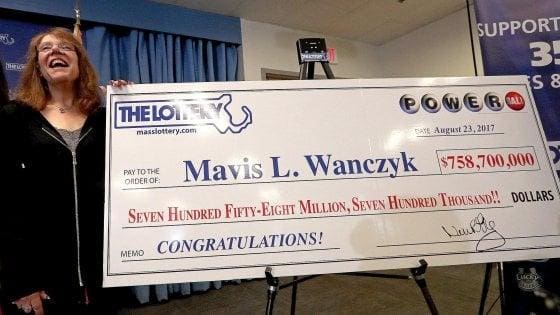 THE LOTTERY
masslottery.com
POWERBALL
DATE August 23, 2017
PAY TO THE
ORDER OF:
Mavis L. Wanczyk
$758,700,000
SEVEN HUNDRED FIFTY-EIGHT MILLION, SEVEN HUNDRED THOUSAND!!
DOLLARS
MEMO
CONGRATULATIONS!
SUPPORT
EXIT